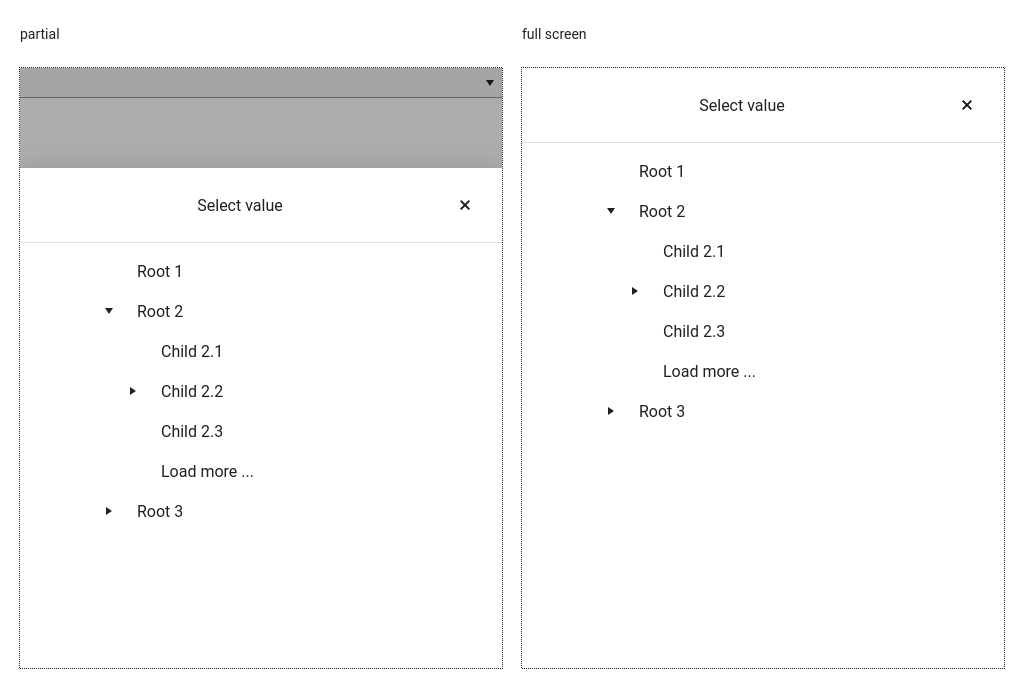 partial
Select value
Root 1
Root 2
Child 2.1
Child 2.2
Child 2.3
Load more ...
Root 3
full screen
Select value
Root 1
Root 2
Child 2.1
Child 2.2
Child 2.3
Load more ...
Root 3